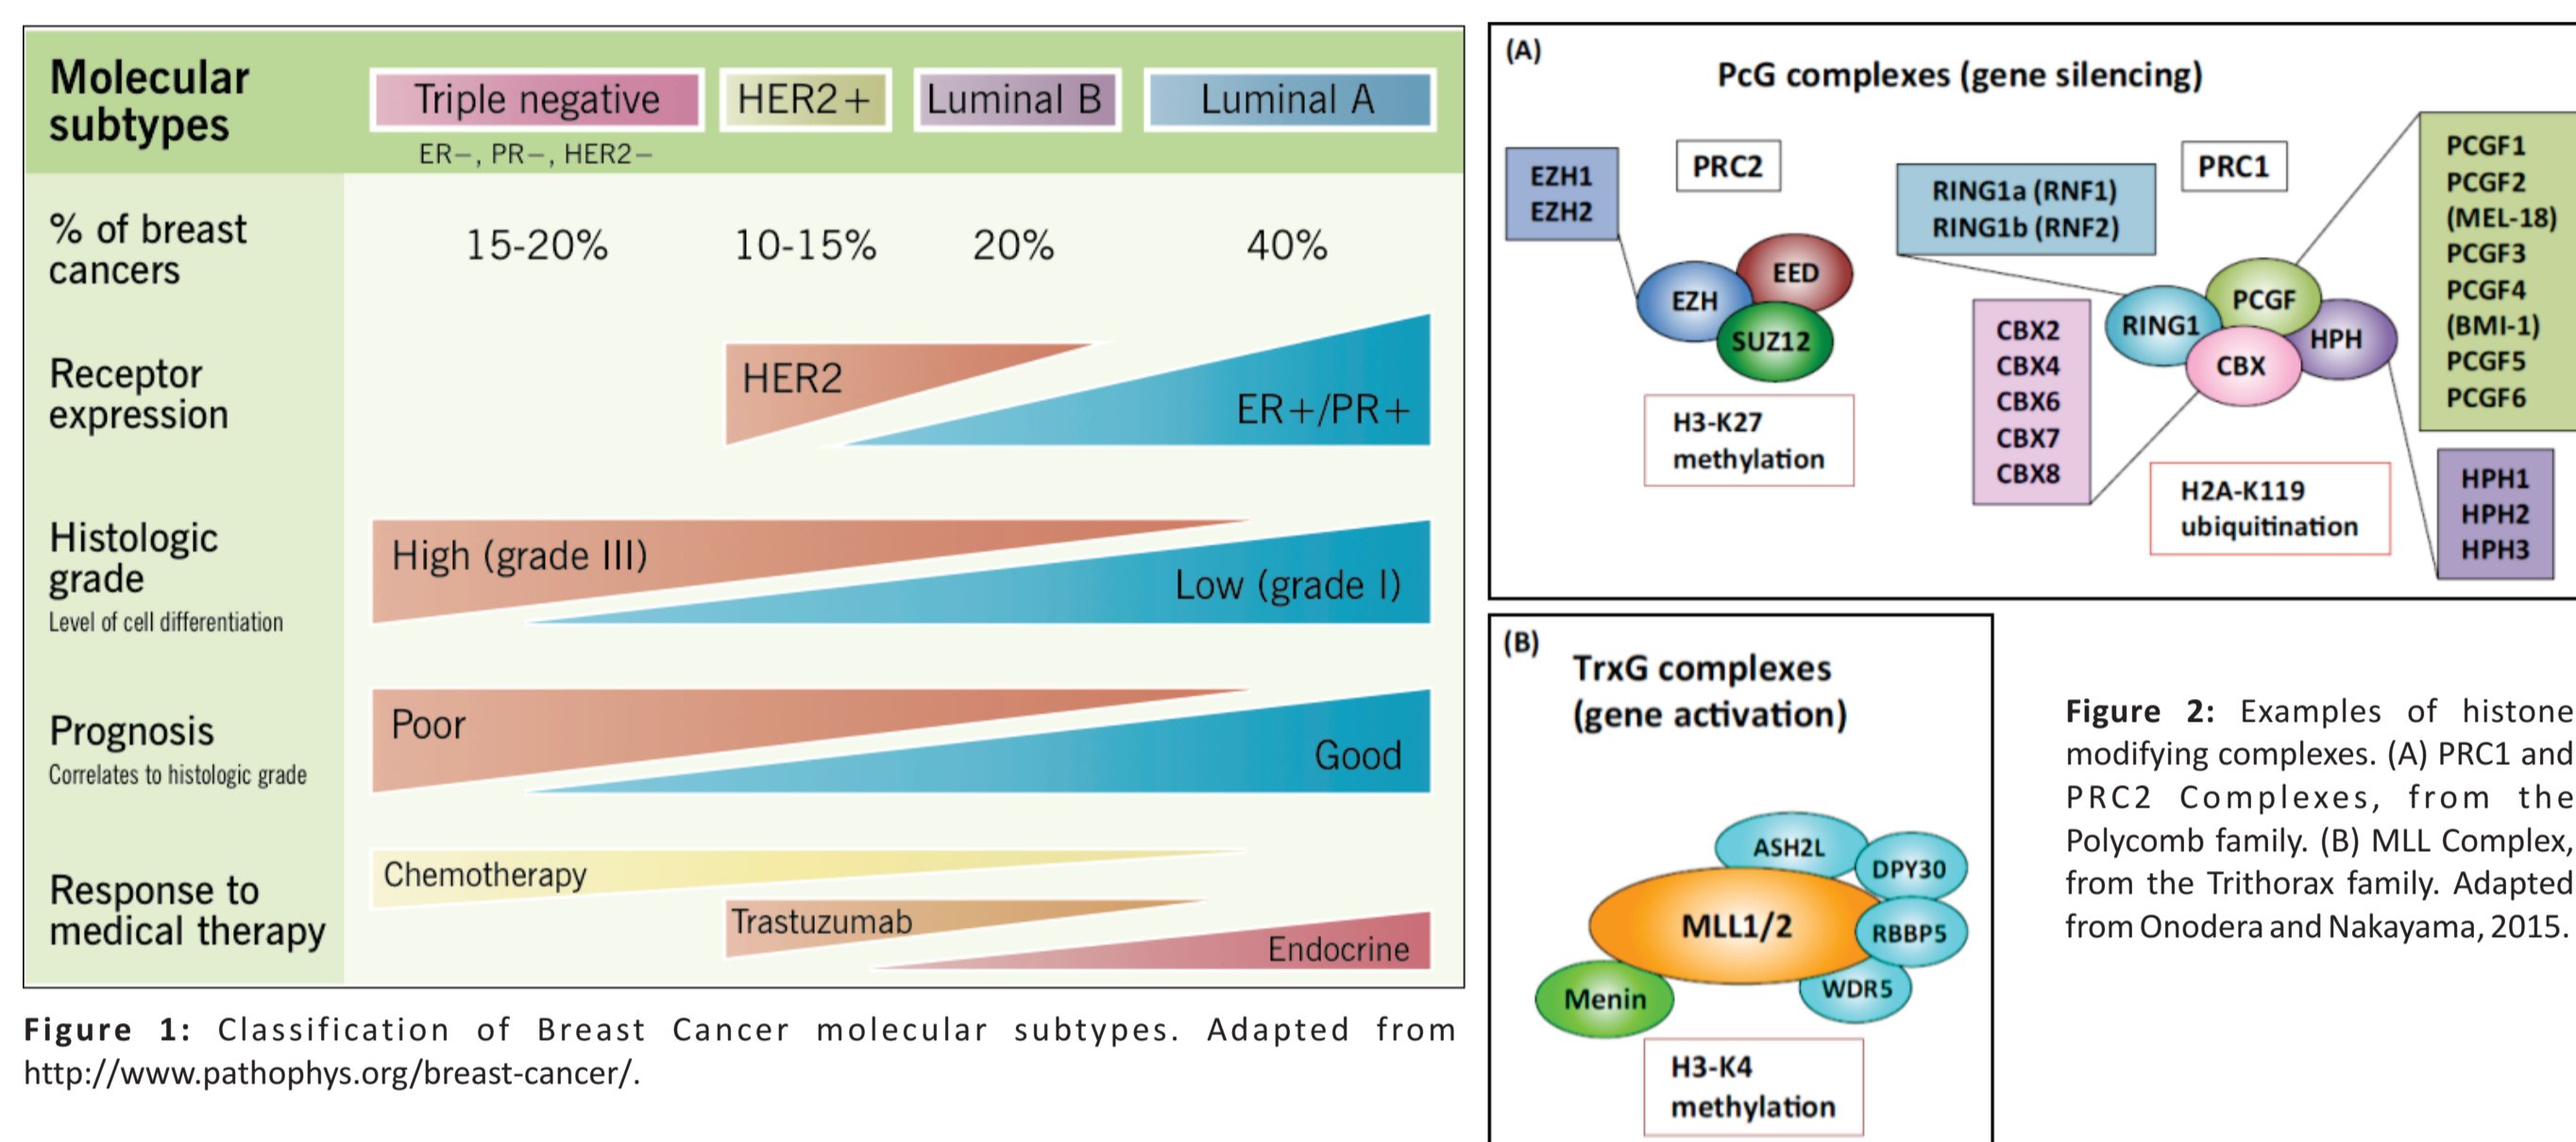 Molecular
subtypes
Triple negative
HER2+
Luminal B
Luminal A
ER–, PR–, HER2–
% of breast
cancers
15-20%
10-15%
20%
40%
Receptor
expression
HER2
ER+/PR+
Histologic
grade
Level of cell differentiation
High (grade III)
Low (grade I)
Prognosis
Correlates to histologic grade
Poor
Good
Response to
medical therapy
Chemotherapy
Trastuzumab
Endocrine
Figure 1: Classification of Breast Cancer molecular subtypes. Adapted from
http://www.pathophys.org/breast-cancer/.
(A)
PcG complexes (gene silencing)
EZH1
EZH2
PRC2
EZH
EED
SUZ12
H3-K27
methylation
RING1a (RNF1)
RING1b (RNF2)
PRC1
RING1
PCGF
CBX
HPH
CBX2
CBX4
CBX6
CBX7
CBX8
H2A-K119
ubiquitination
PCGF1
PCGF2
(MEL-18)
PCGF3
PCGF4
(BMI-1)
PCGF5
PCGF6
HPH1
HPH2
HPH3
(B)
TrxG complexes
(gene activation)
ASH2L
DPY30
MLL1/2
RBBP5
WDR5
Menin
H3-K4
methylation
Figure 2: Examples of histone
modifying complexes. (A) PRC1 and
PRC2 Complexes, from the
Polycomb family. (B) MLL Complex,
from the Trithorax family. Adapted
from Onodera and Nakayama, 2015.